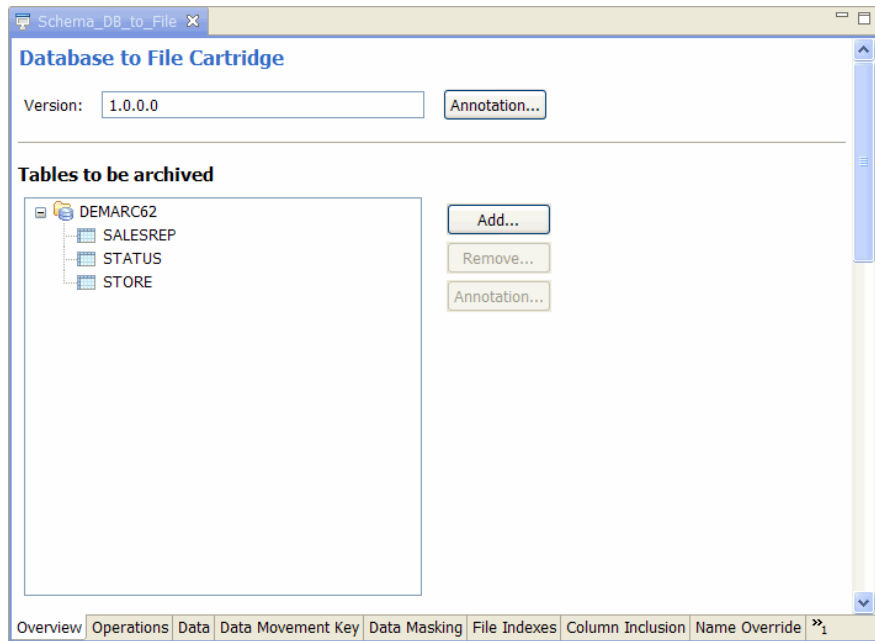 Schema_DB_to_File
Database to File Cartridge
Version: 1.0.0.0 Annotation...
Tables to be archived
DEMARC62 Add...
SALESREP
STATUS Remove...
STORE Annotation...
Overview Operations Data Data Movement Key Data Masking File Indexes Column Inclusion Name Override »1